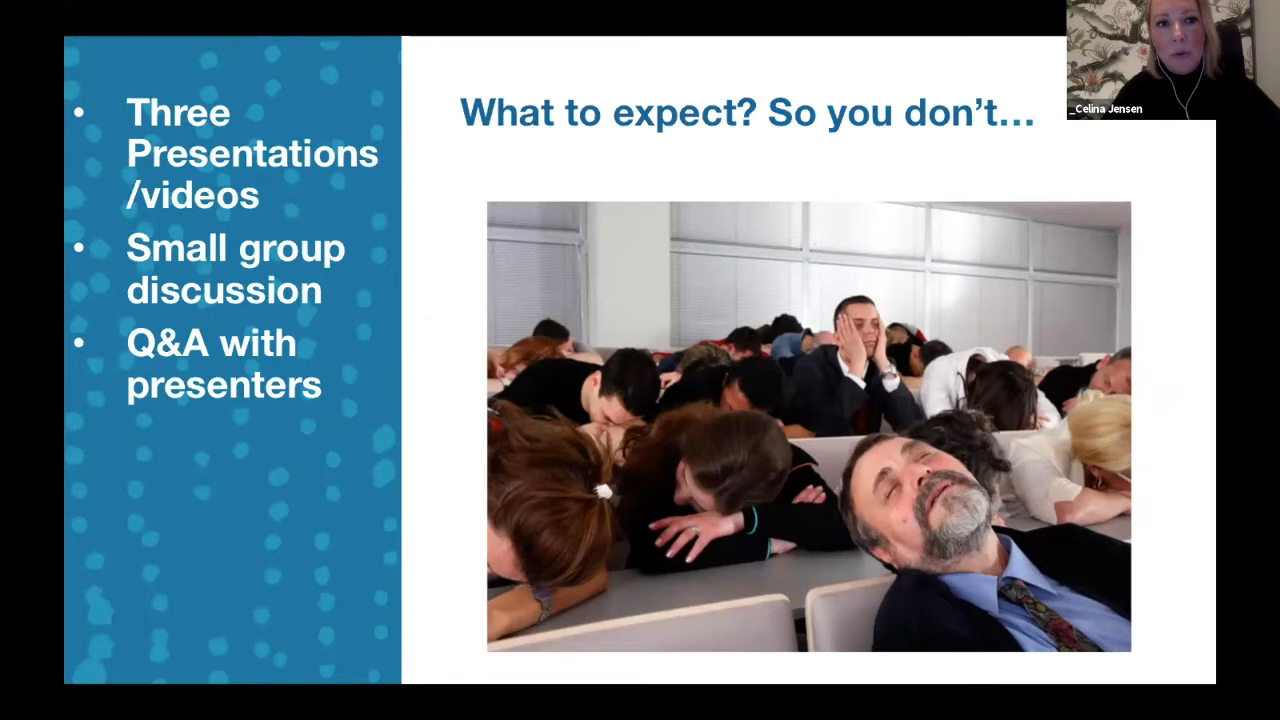 • Three
Presentations
/videos
• Small group
discussion
• Q&A with
presenters
What to expect? So you don’t…
_Celina Jensen